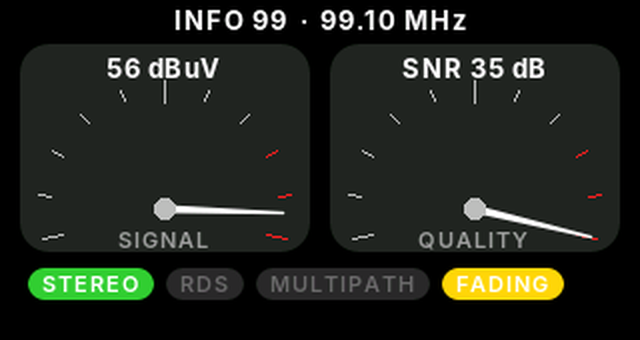 INFO 99 · 99.10 MHz
56 dBuV
SNR 35 dB
SIGNAL
QUALITY
STEREO RDS MULTIPATH FADING